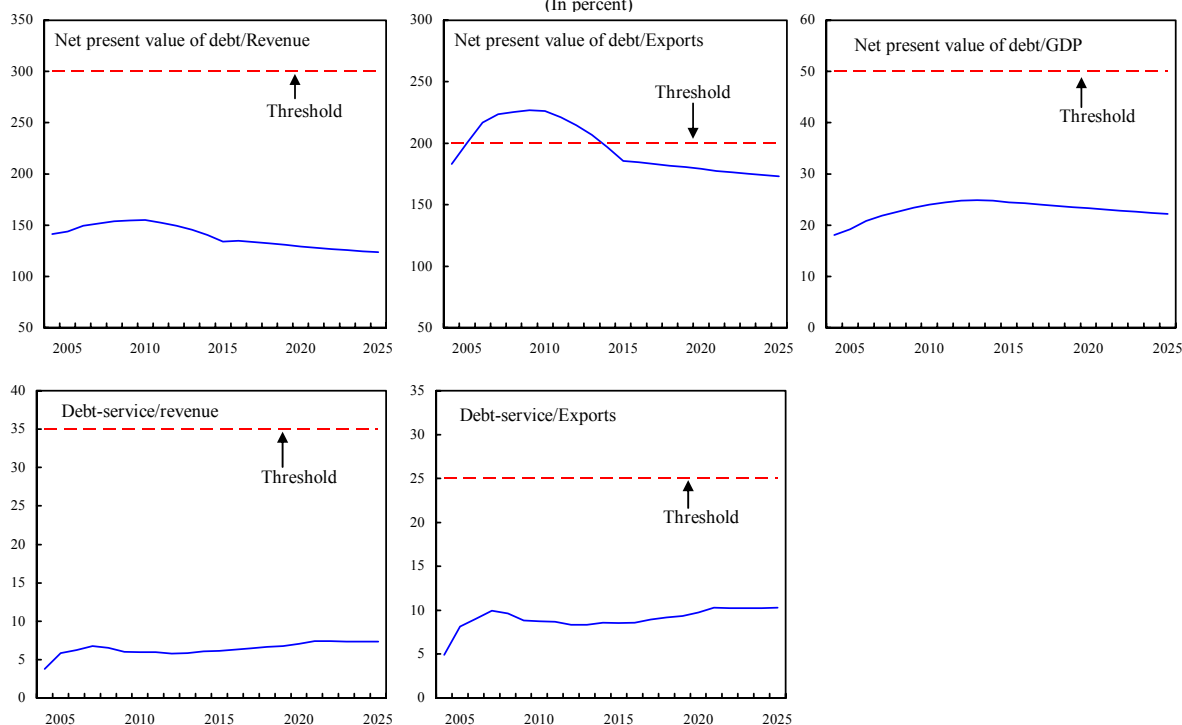 (In percent)
Net present value of debt/Revenue
350
300
250
200
150
100
50
Threshold
2005 2010 2015 2020 2025
Net present value of debt/Exports
300
250
200
150
100
50
Threshold
2005 2010 2015 2020 2025
Net present value of debt/GDP
60
50
40
30
20
10
0
Threshold
2005 2010 2015 2020 2025
Debt-service/revenue
40
35
30
25
20
15
10
5
0
Threshold
2005 2010 2015 2020 2025
Debt-service/Exports
35
30
25
20
15
10
5
0
Threshold
2005 2010 2015 2020 2025